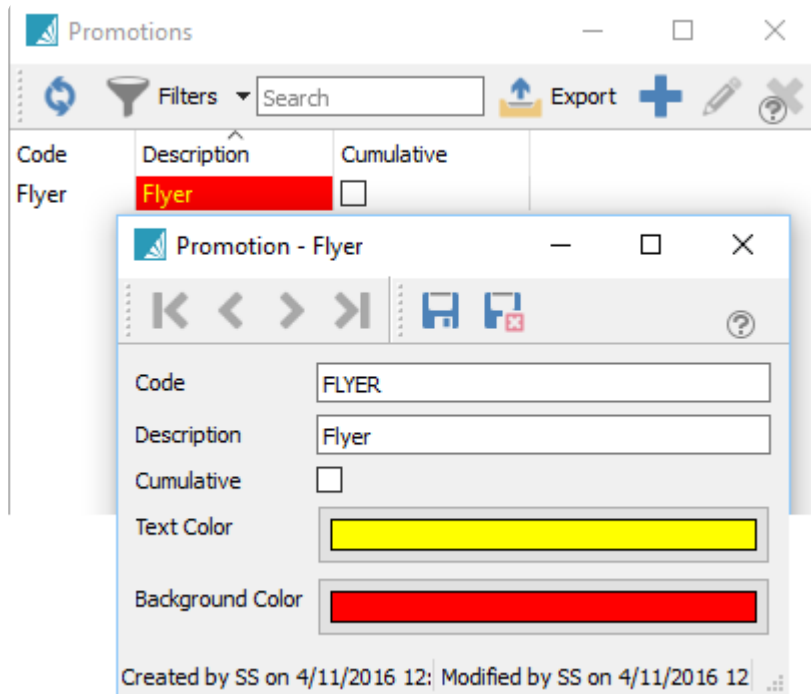 Promotions
Filters Search Export
Code Description Cumulative
Flyer Flyer
Promotion - Flyer
Code FLYER
Description Flyer
Cumulative
Text Color
Background Color
Created by SS on 4/11/2016 12: Modified by SS on 4/11/2016 12